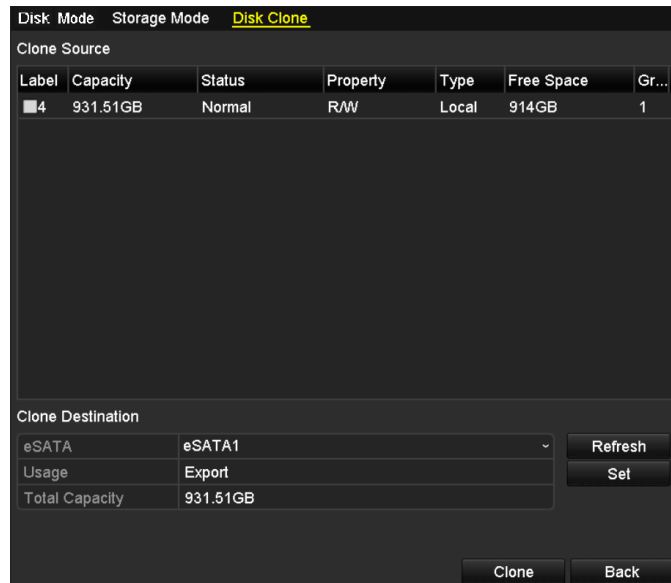 Disk Mode Storage Mode Disk Clone
Clone Source
Label Capacity Status Property Type Free Space Gr...
4 931.51GB Normal R/W Local 914GB 1
Clone Destination
eSATA eSATA1 Refresh
Usage Export Set
Total Capacity 931.51GB
Clone Back